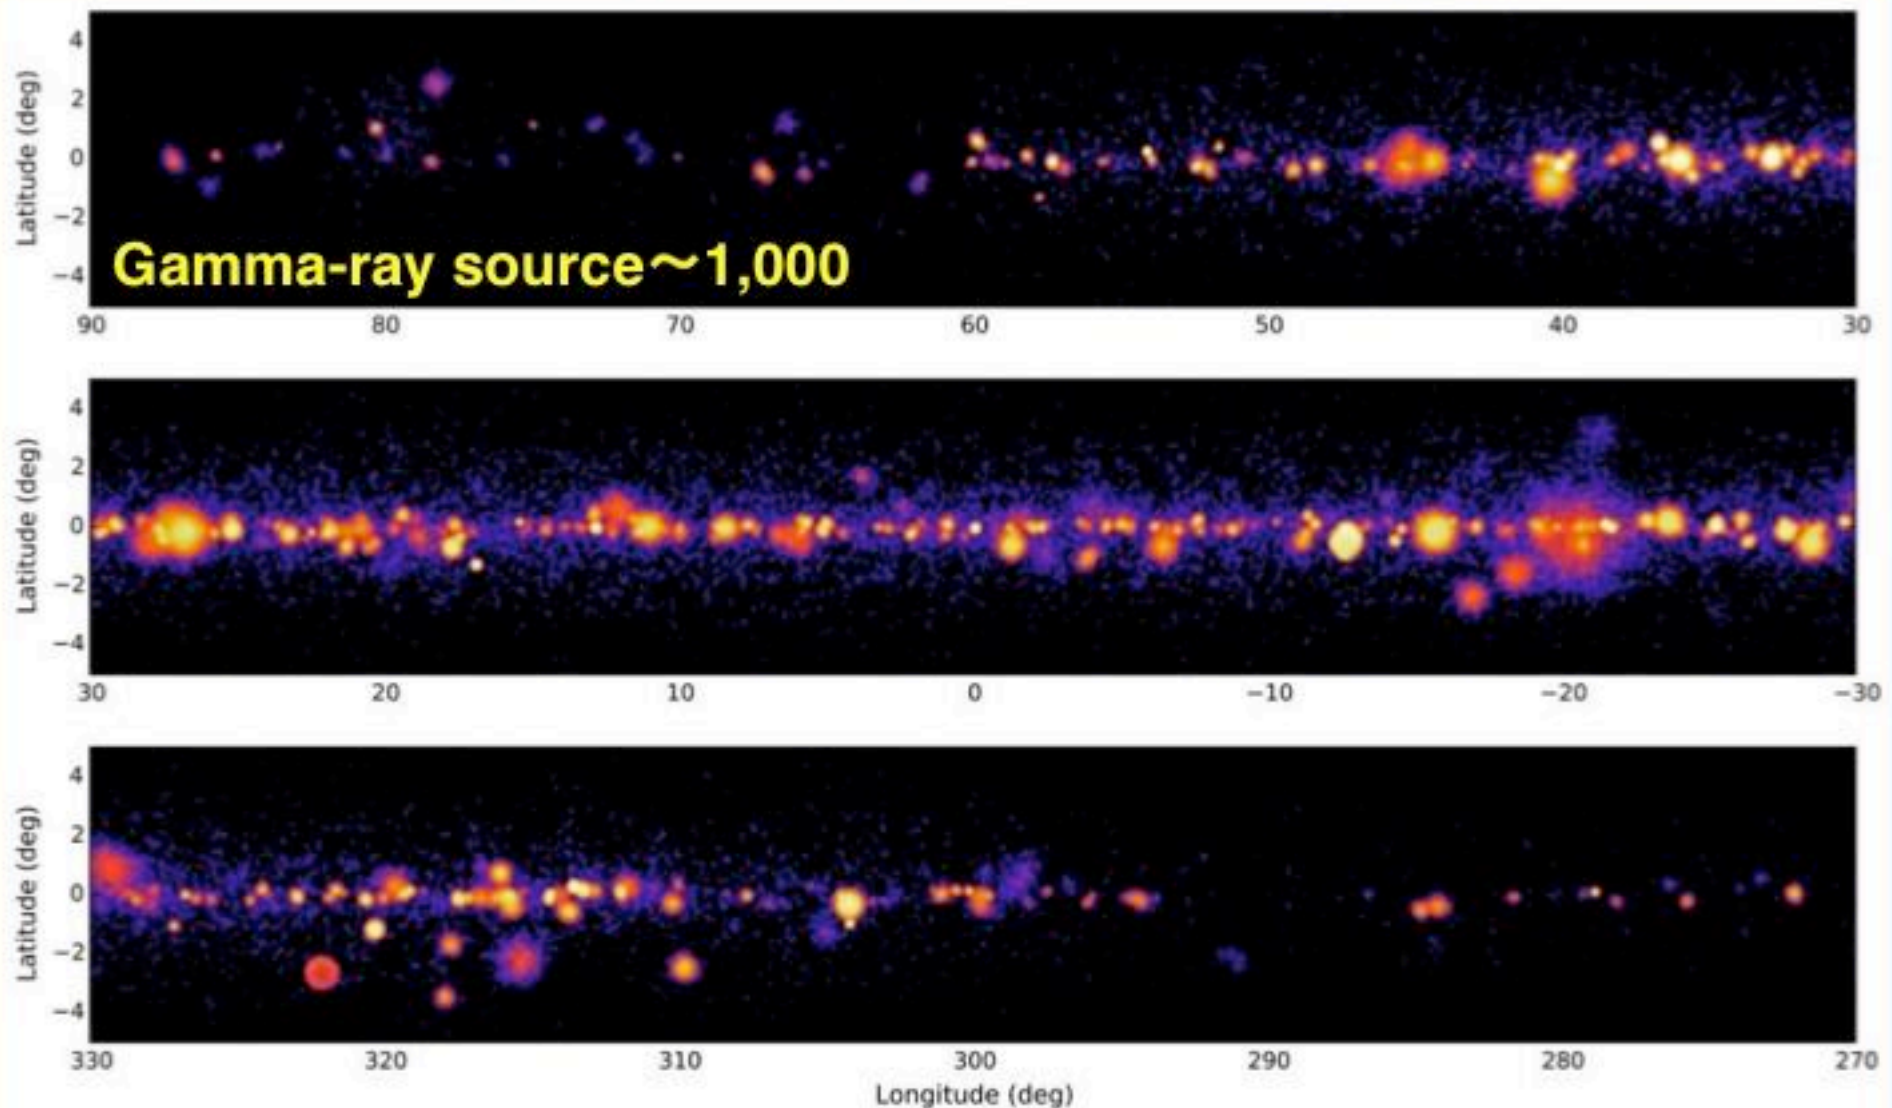 Latitude (deg)
4
2
0
−2
−4
Gamma-ray source~1,000
90 80 70 60 50 40 30
Latitude (deg)
4
2
0
−2
−4
30 20 10 0 −10 −20 −30
Latitude (deg)
4
2
0
−2
−4
330 320 310 300 290 280 270
Longitude (deg)